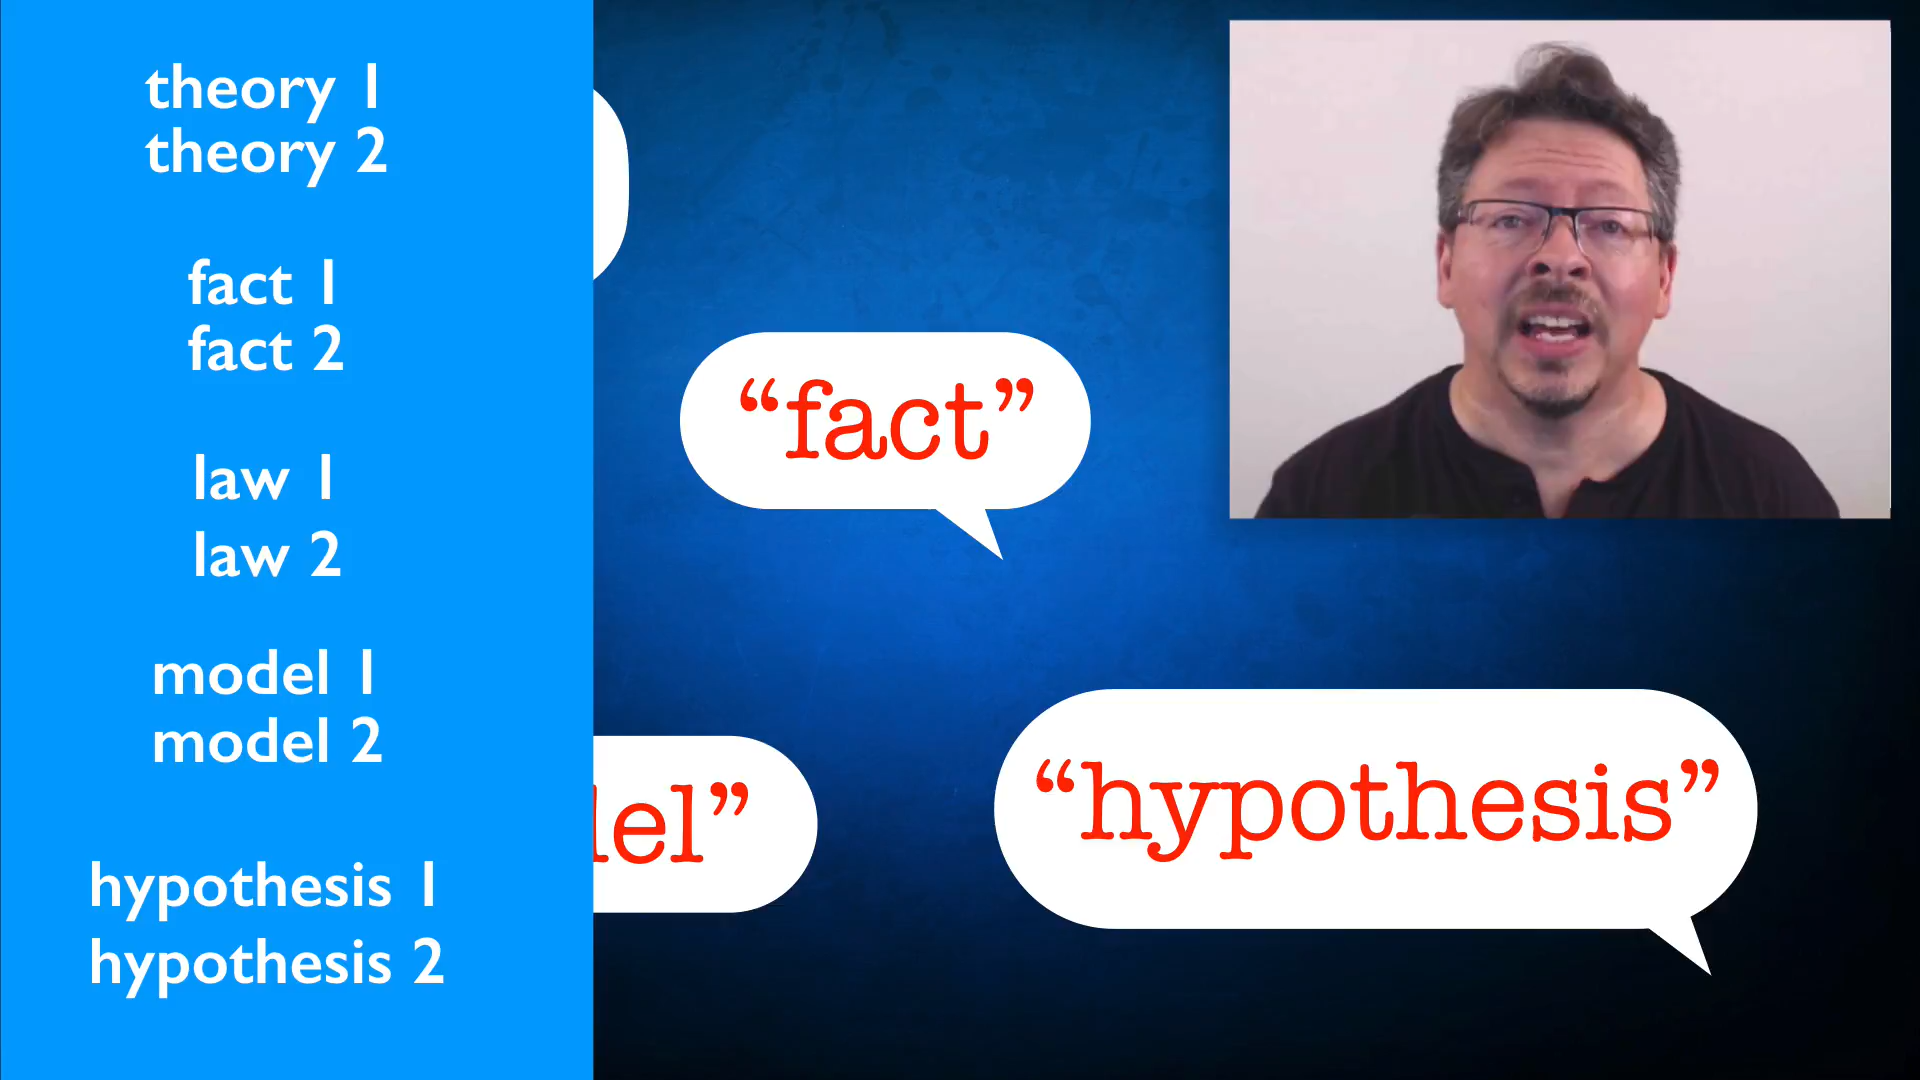 theory 1
theory 2
fact 1
fact 2
law 1
law 2
model 1
model 2
hypothesis 1
hypothesis 2
“fact”
“hypothesis”